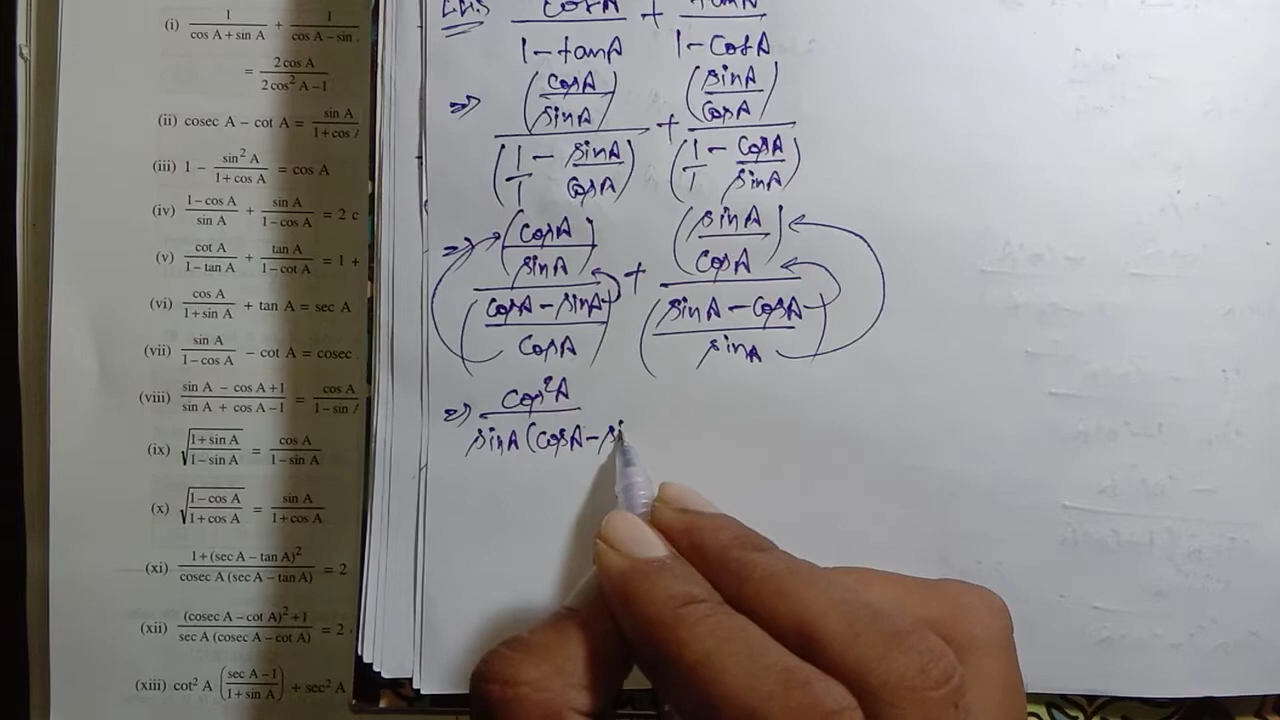 (i) 1/(cos A + sin A) + 1/(cos A − sin
= 2 cos A/(2 cos² A − 1)
(ii) cosec A − cot A = sin A/(1 + cos
(iii) 1 − sin² A/(1 + cos A) = cos A
(iv) (1 − cos A)/sin A + sin A/(1 − cos A) = 2 c
(v) cot A/(1 − tan A) + tan A/(1 − cot A) = 1 +
(vi) cos A/(1 + sin A) + tan A = sec A
(vii) sin A/(1 − cos A) − cot A = cosec
(viii) (sin A − cos A + 1)/(sin A + cos A − 1) = cos A/(1 − sin
(ix) √((1 + sin A)/(1 − sin A)) = cos A/(1 − sin A)
(x) √((1 − cos A)/(1 + cos A)) = sin A/(1 + cos A)
(xi) (1 + (sec A − tan A)²)/(cosec A (sec A − tan A)) = 2
(xii) ((cosec A − cot A)² + 1)/(sec A (cosec A − cot A)) = 2
(xiii) cot² A ((sec A − 1)/(1 + sin A)) + sec² A
LHS cotA/(1 − tanA) + tanA/(1 − cotA)
⇒ (cosA/sinA)/(1/1 − sinA/cosA) + (sinA/cosA)/(1/1 − cosA/sinA)
⇒ (cosA/sinA)/((cosA − sinA)/cosA) + (sinA/cosA)/((sinA − cosA)/sinA)
⇒ cos²A/sinA(cosA − si